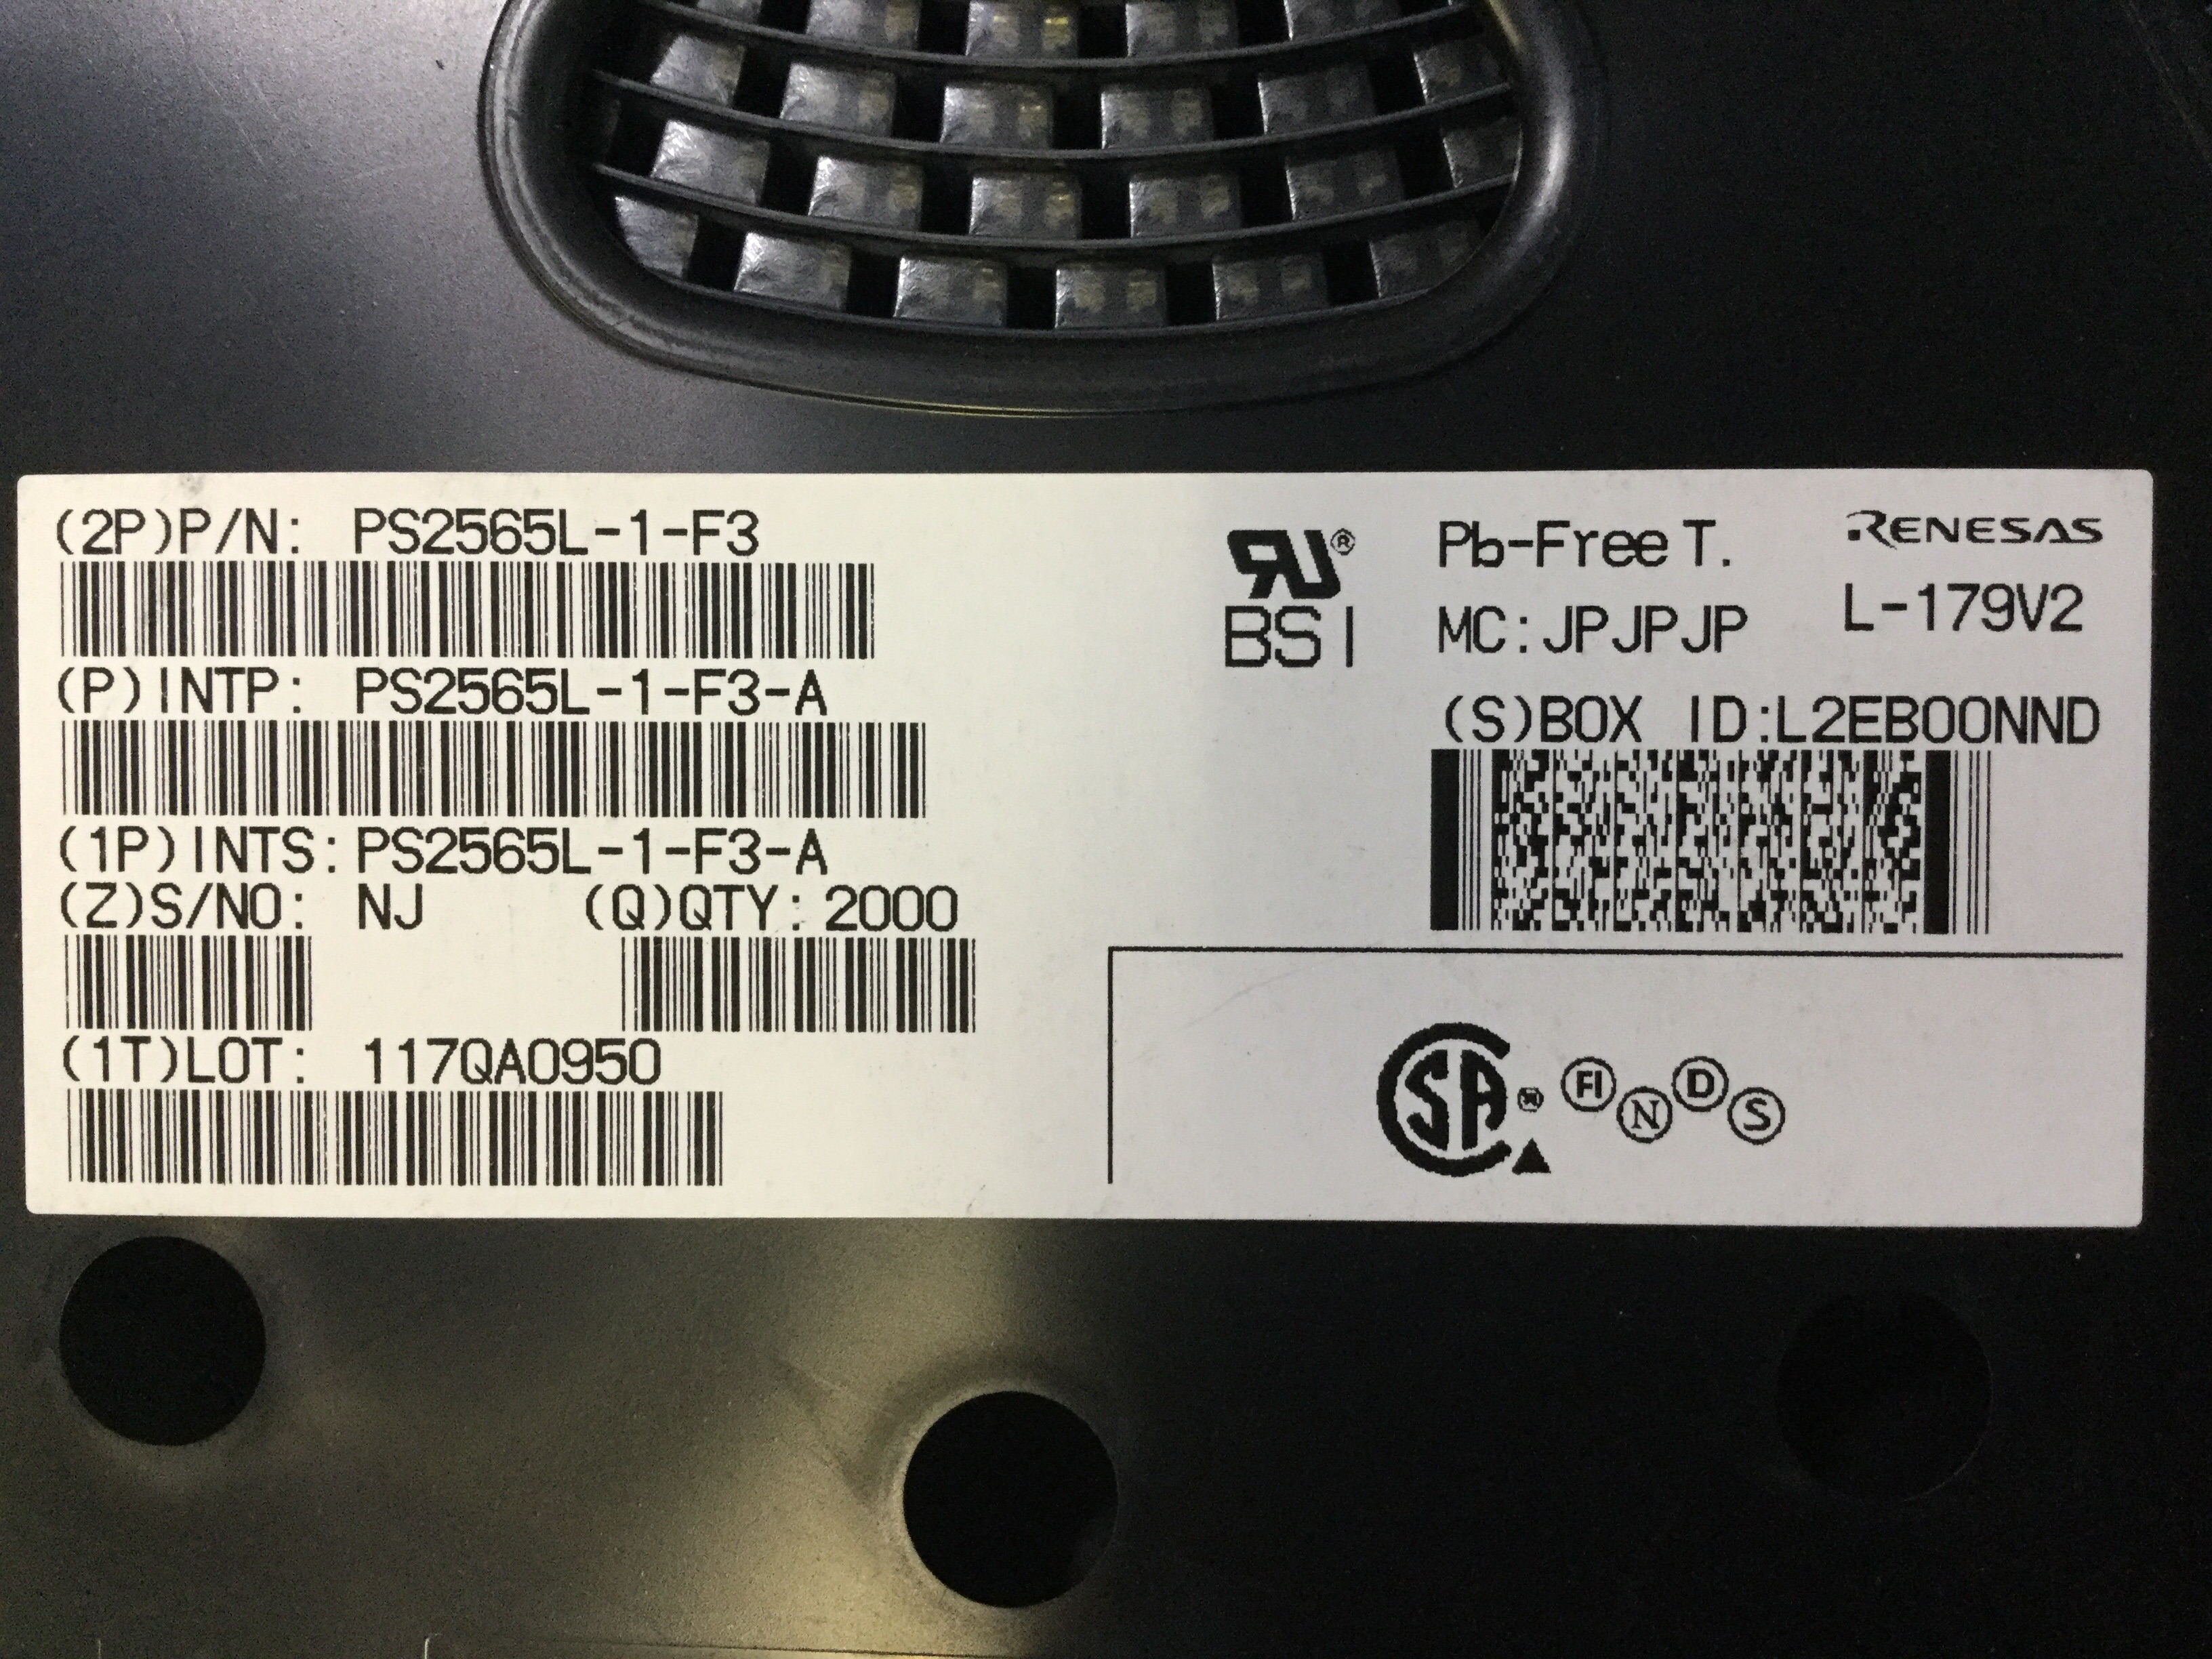 (2P)P/N: PS2565L-1-F3
(P)INTP: PS2565L-1-F3-A
(1P)INTS:PS2565L-1-F3-A
(Z)S/NO: NJ (Q)QTY:2000
(1T)LOT: 117QA0950
RU®
BSI
Pb-Free T.
MC:JPJPJP
RENESAS
L-179V2
(S)BOX ID:L2EB00NND
SA
FI N D S